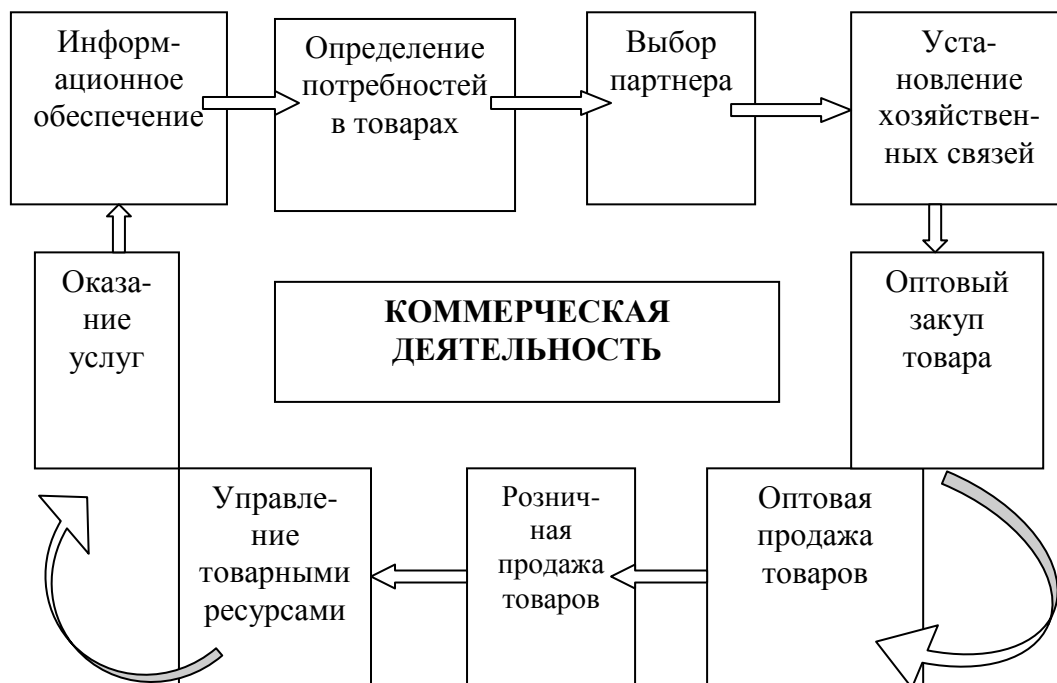 Информ-
ационное
обеспечение
Определение
потребностей
в товарах
Выбор
партнера
Уста-
новление
хозяйствен-
ных связей
Оказа-
ние
услуг
КОММЕРЧЕСКАЯ
ДЕЯТЕЛЬНОСТЬ
Оптовый
закуп
товара
Управле-
ние
товарными
ресурсами
Рознич-
ная
продажа
товаров
Оптовая
продажа
товаров